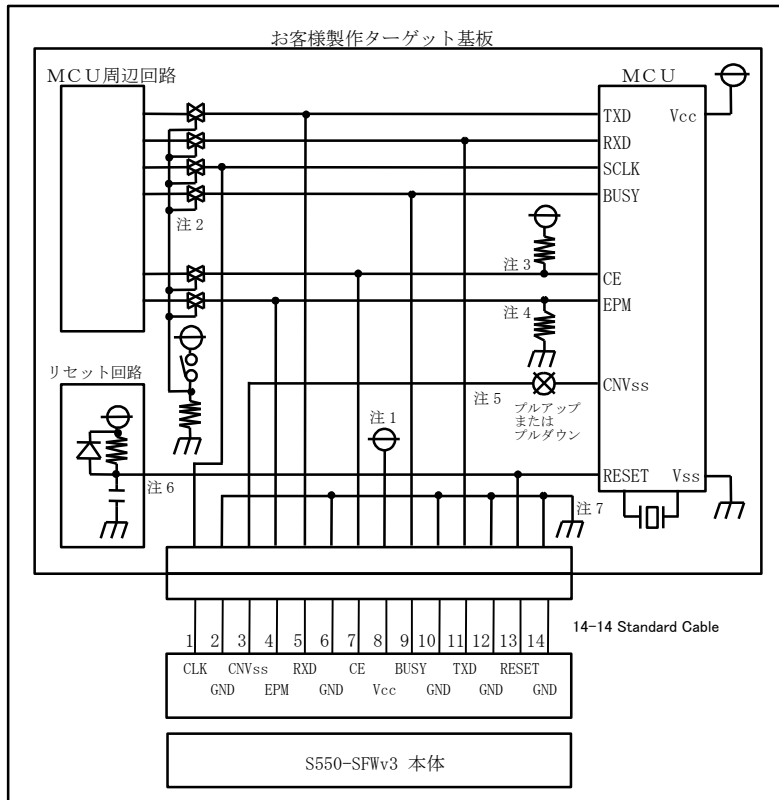 お客様製作ターゲット基板
MCU周辺回路
MCU
TXD
Vcc
RXD
SCLK
BUSY
注2
注3
CE
注4
EPM
リセット回路
注5
CNVss
プルアップ
または
プルダウン
注1
注6
RESET
Vss
注7
14-14 Standard Cable
1 2 3 4 5 6 7 8 9 10 11 12 13 14
CLK CNVss RXD CE BUSY TXD RESET
GND EPM GND Vcc GND GND GND
S550-SFWv3 本体